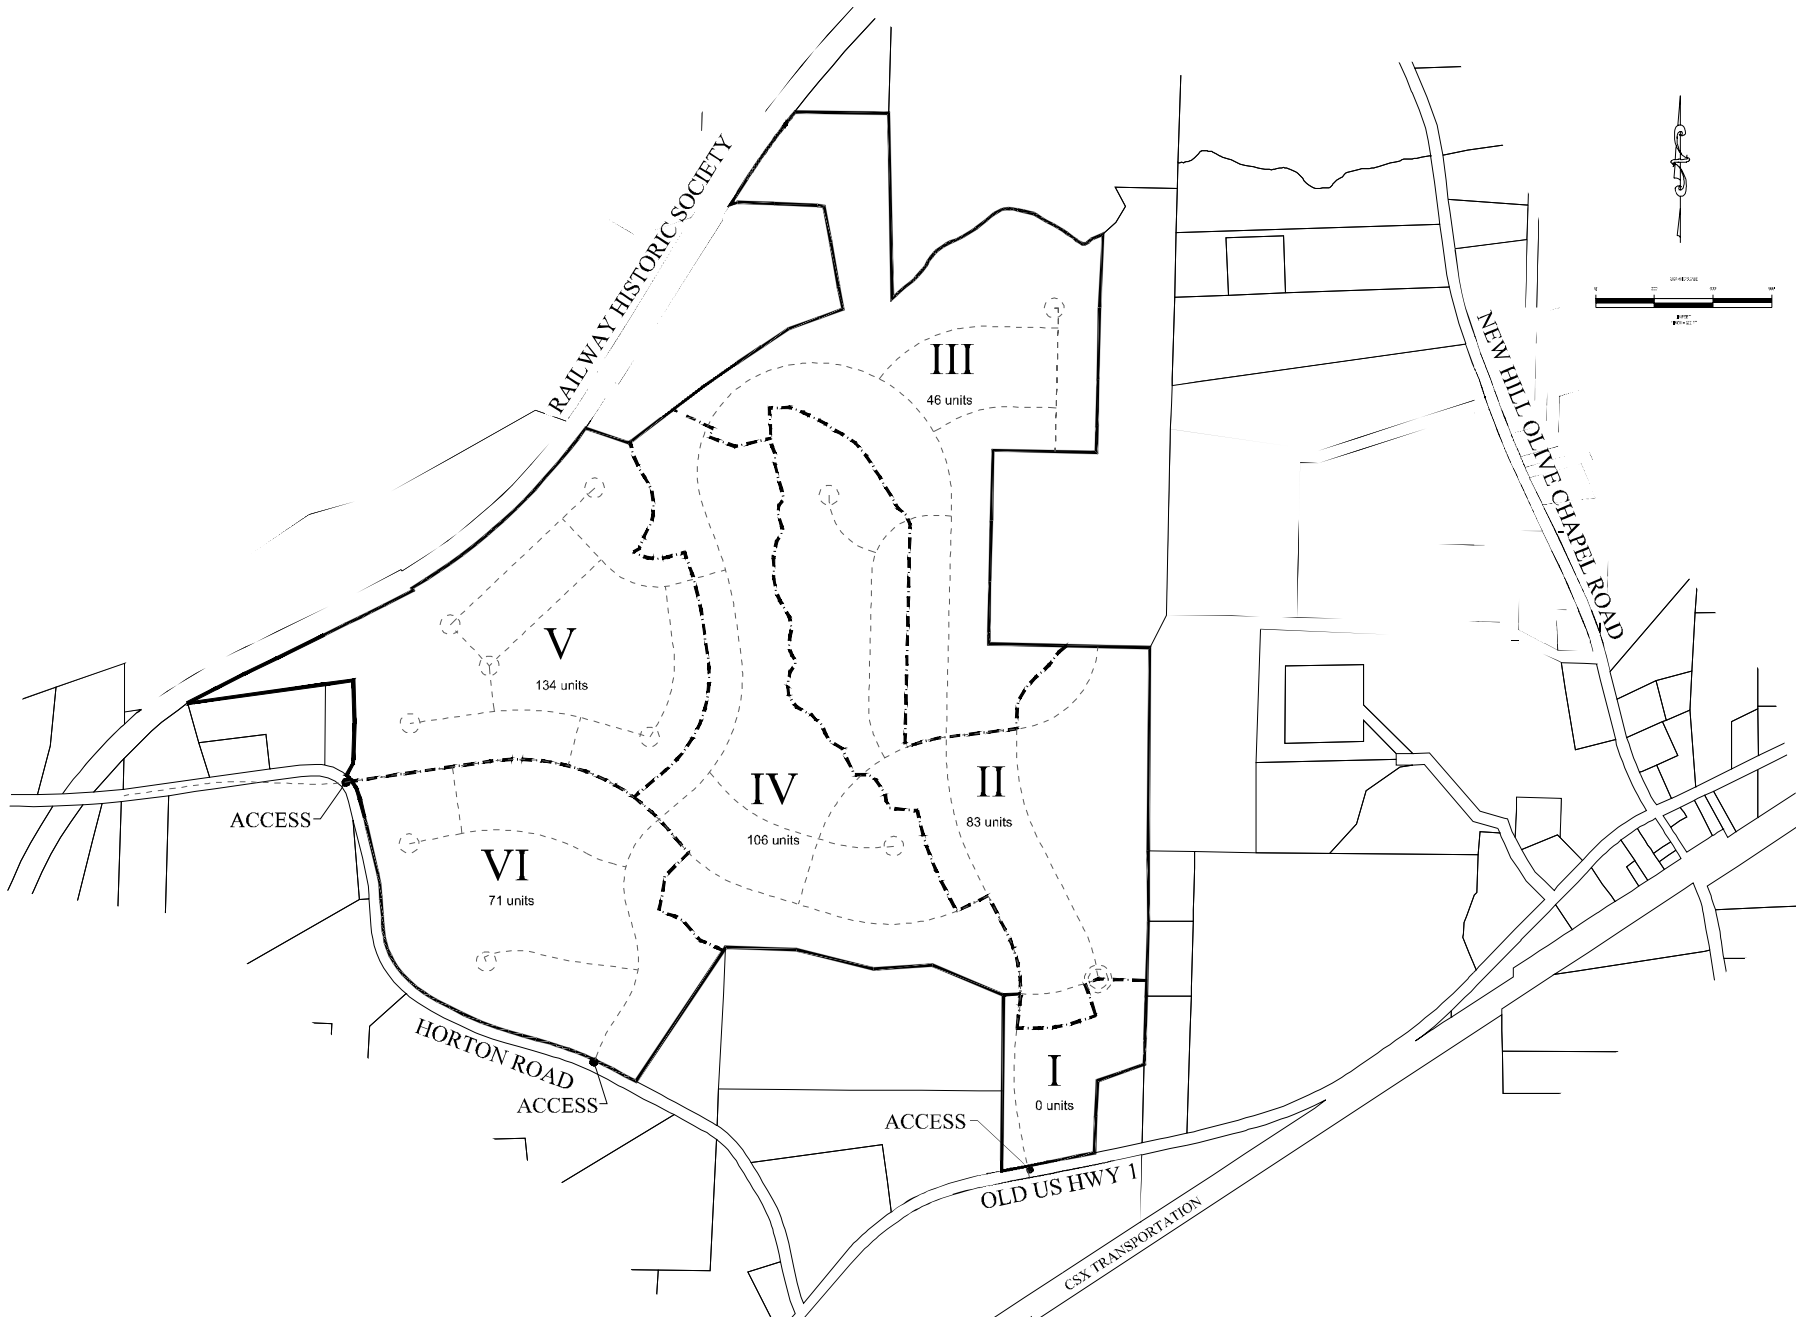 RAILWAY HISTORIC SOCIETY
NEW HILL OLIVE CHAPEL ROAD
III
46 units
V
134 units
IV
106 units
II
83 units
ACCESS
VI
71 units
HORTON ROAD
ACCESS
I
0 units
ACCESS
OLD US HWY 1
CSX TRANSPORTATION